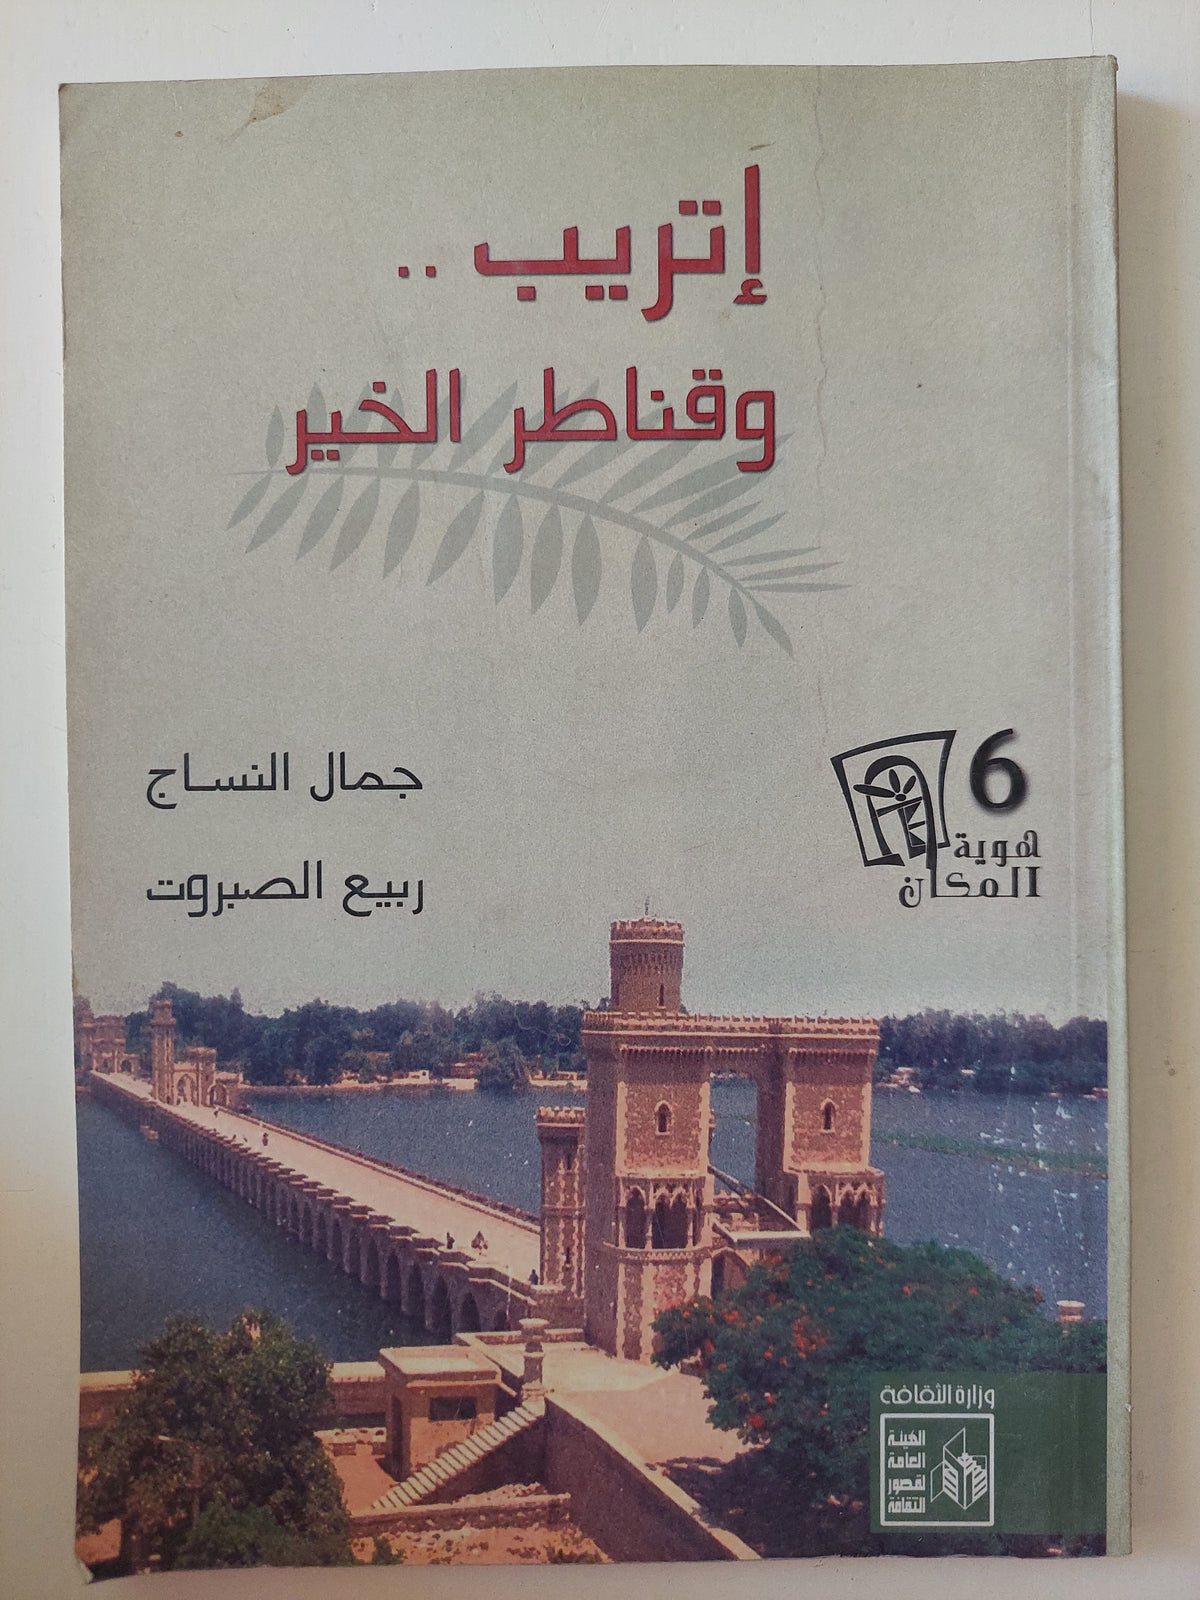 إتريب ..
وقناطر الخير
جمال النساج
ربيع الصبروت
6
هوية
المكان
وزارة الثقافة
الهيئة
العامة
لقصور
الثقافة